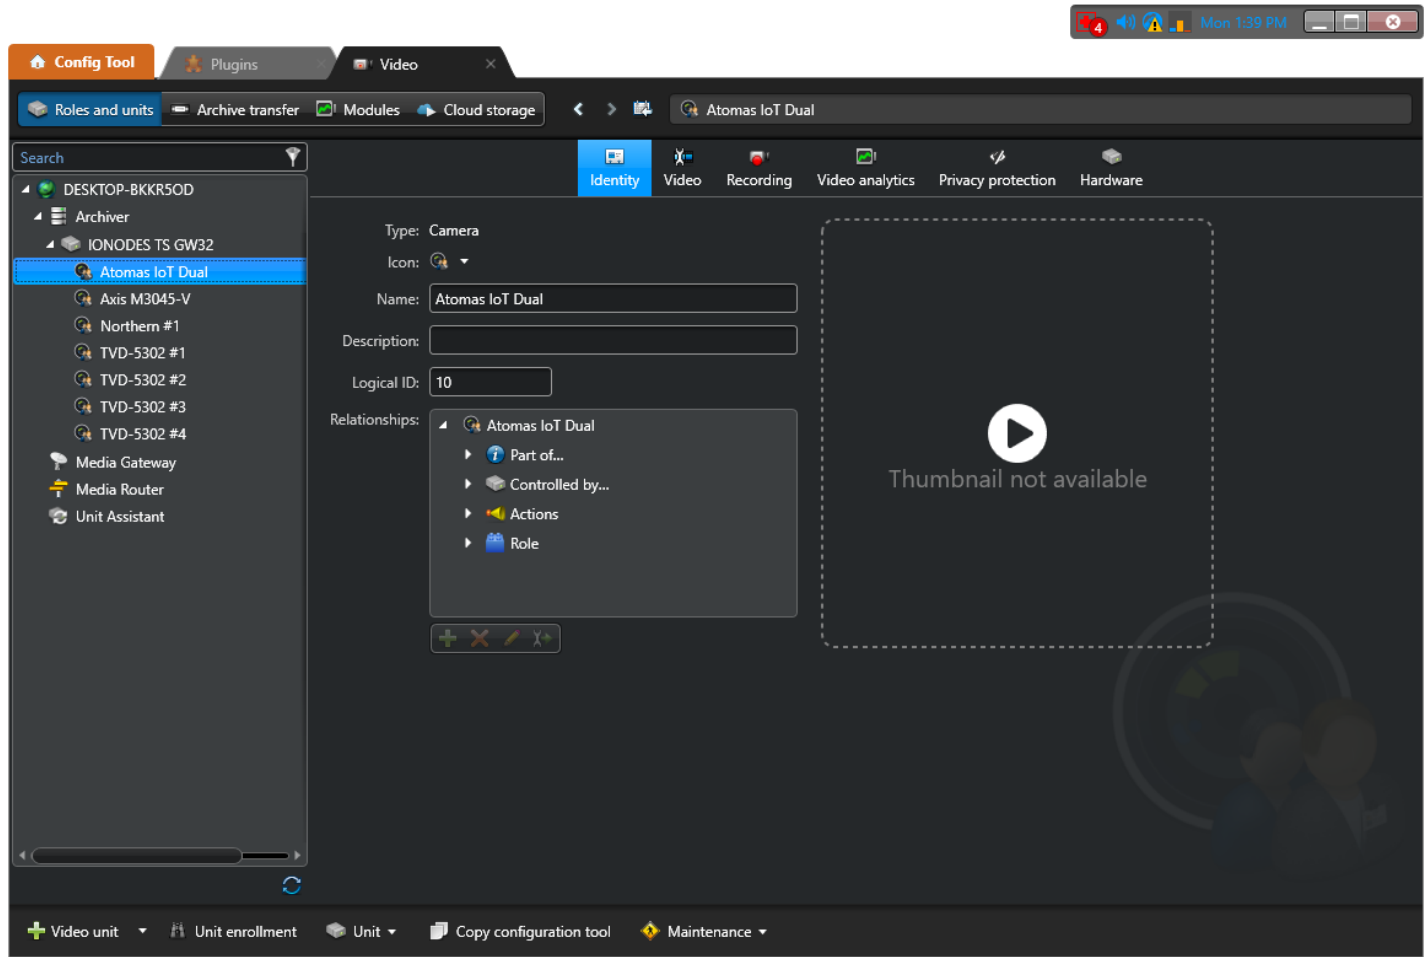 4
Mon 1:39 PM
Config Tool
Plugins
Video
Roles and units
Archive transfer
Modules
Cloud storage
Atomas IoT Dual
Search
DESKTOP-BKKR5OD
Archiver
IONODES TS GW32
Atomas IoT Dual
Axis M3045-V
Northern #1
TVD-5302 #1
TVD-5302 #2
TVD-5302 #3
TVD-5302 #4
Media Gateway
Media Router
Unit Assistant
Identity
Video
Recording
Video analytics
Privacy protection
Hardware
Type: Camera
Icon:
Name: Atomas IoT Dual
Description:
Logical ID: 10
Relationships:
Atomas IoT Dual
Part of...
Controlled by...
Actions
Role
Thumbnail not available
Video unit
Unit enrollment
Unit
Copy configuration tool
Maintenance